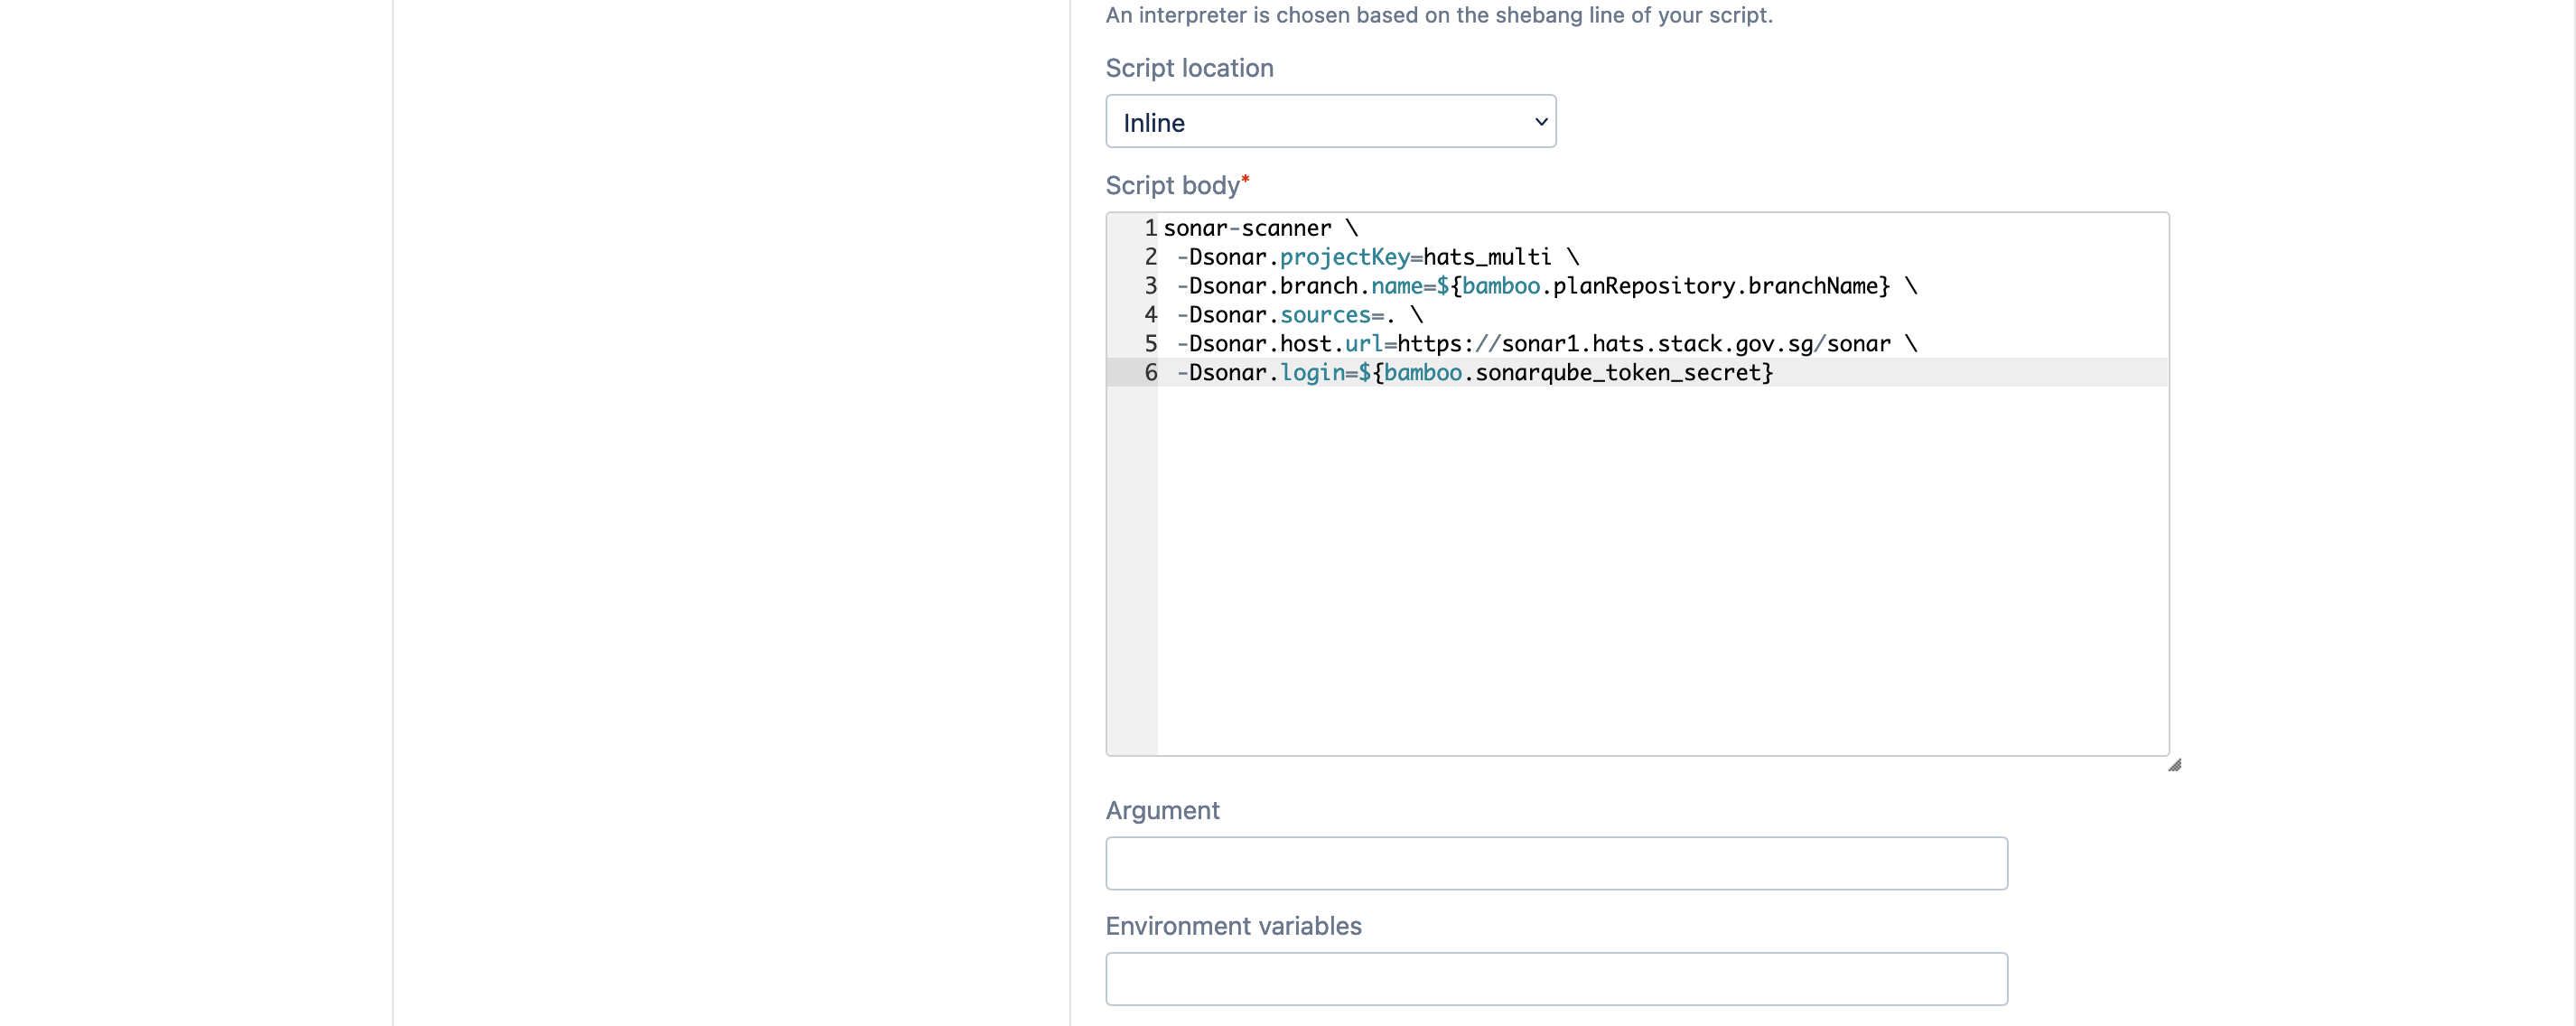 An interpreter is chosen based on the shebang line of your script.
Script location
Inline
Script body*
1 sonar-scanner \
2  -Dsonar.projectKey=hats_multi \
3  -Dsonar.branch.name=${bamboo.planRepository.branchName} \
4  -Dsonar.sources=. \
5  -Dsonar.host.url=https://sonar1.hats.stack.gov.sg/sonar \
6  -Dsonar.login=${bamboo.sonarqube_token_secret}
Argument
Environment variables